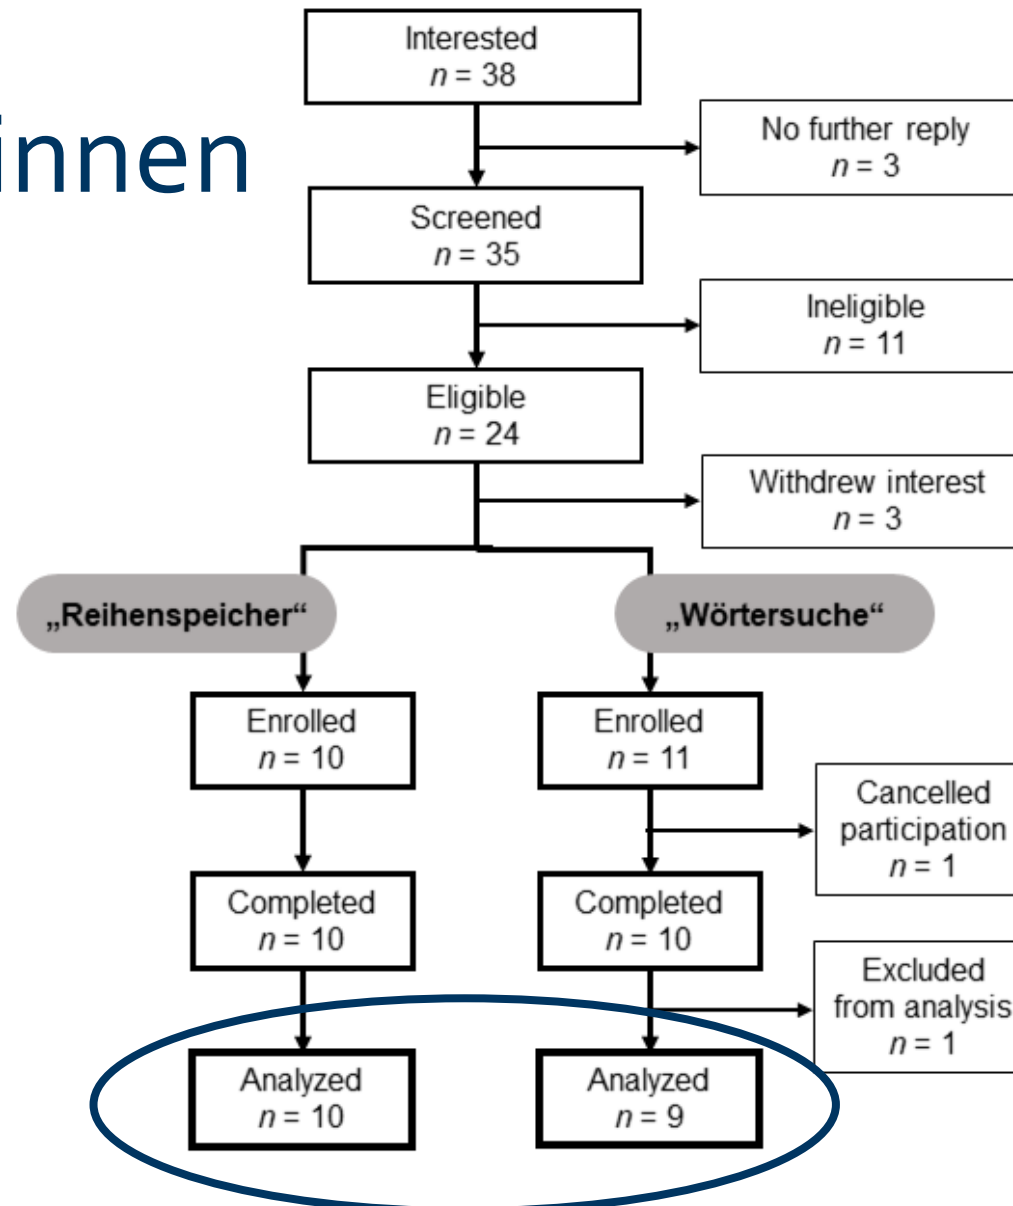 innen
Interested
n = 38
No further reply
n = 3
Screened
n = 35
Ineligible
n = 11
Eligible
n = 24
Withdrew interest
n = 3
„Reihenspeicher“
„Wörtersuche“
Enrolled
n = 10
Enrolled
n = 11
Cancelled
participation
n = 1
Completed
n = 10
Completed
n = 10
Excluded
from analysis
n = 1
Analyzed
n = 10
Analyzed
n = 9